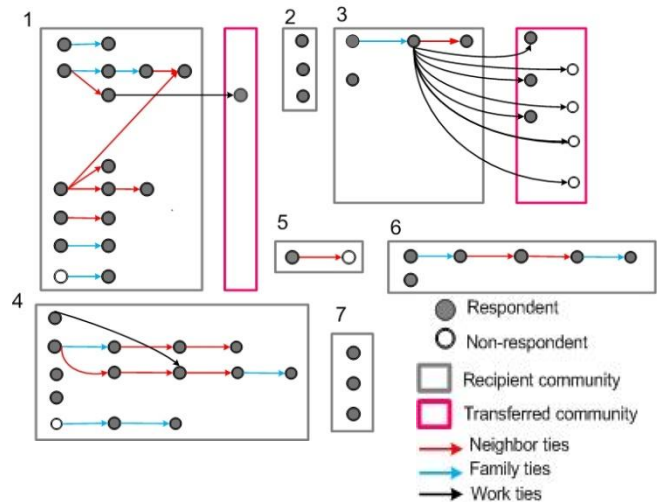 1
2
3
5
6
4
7
Respondent
Non-respondent
Recipient community
Transferred community
Neighbor ties
Family ties
Work ties